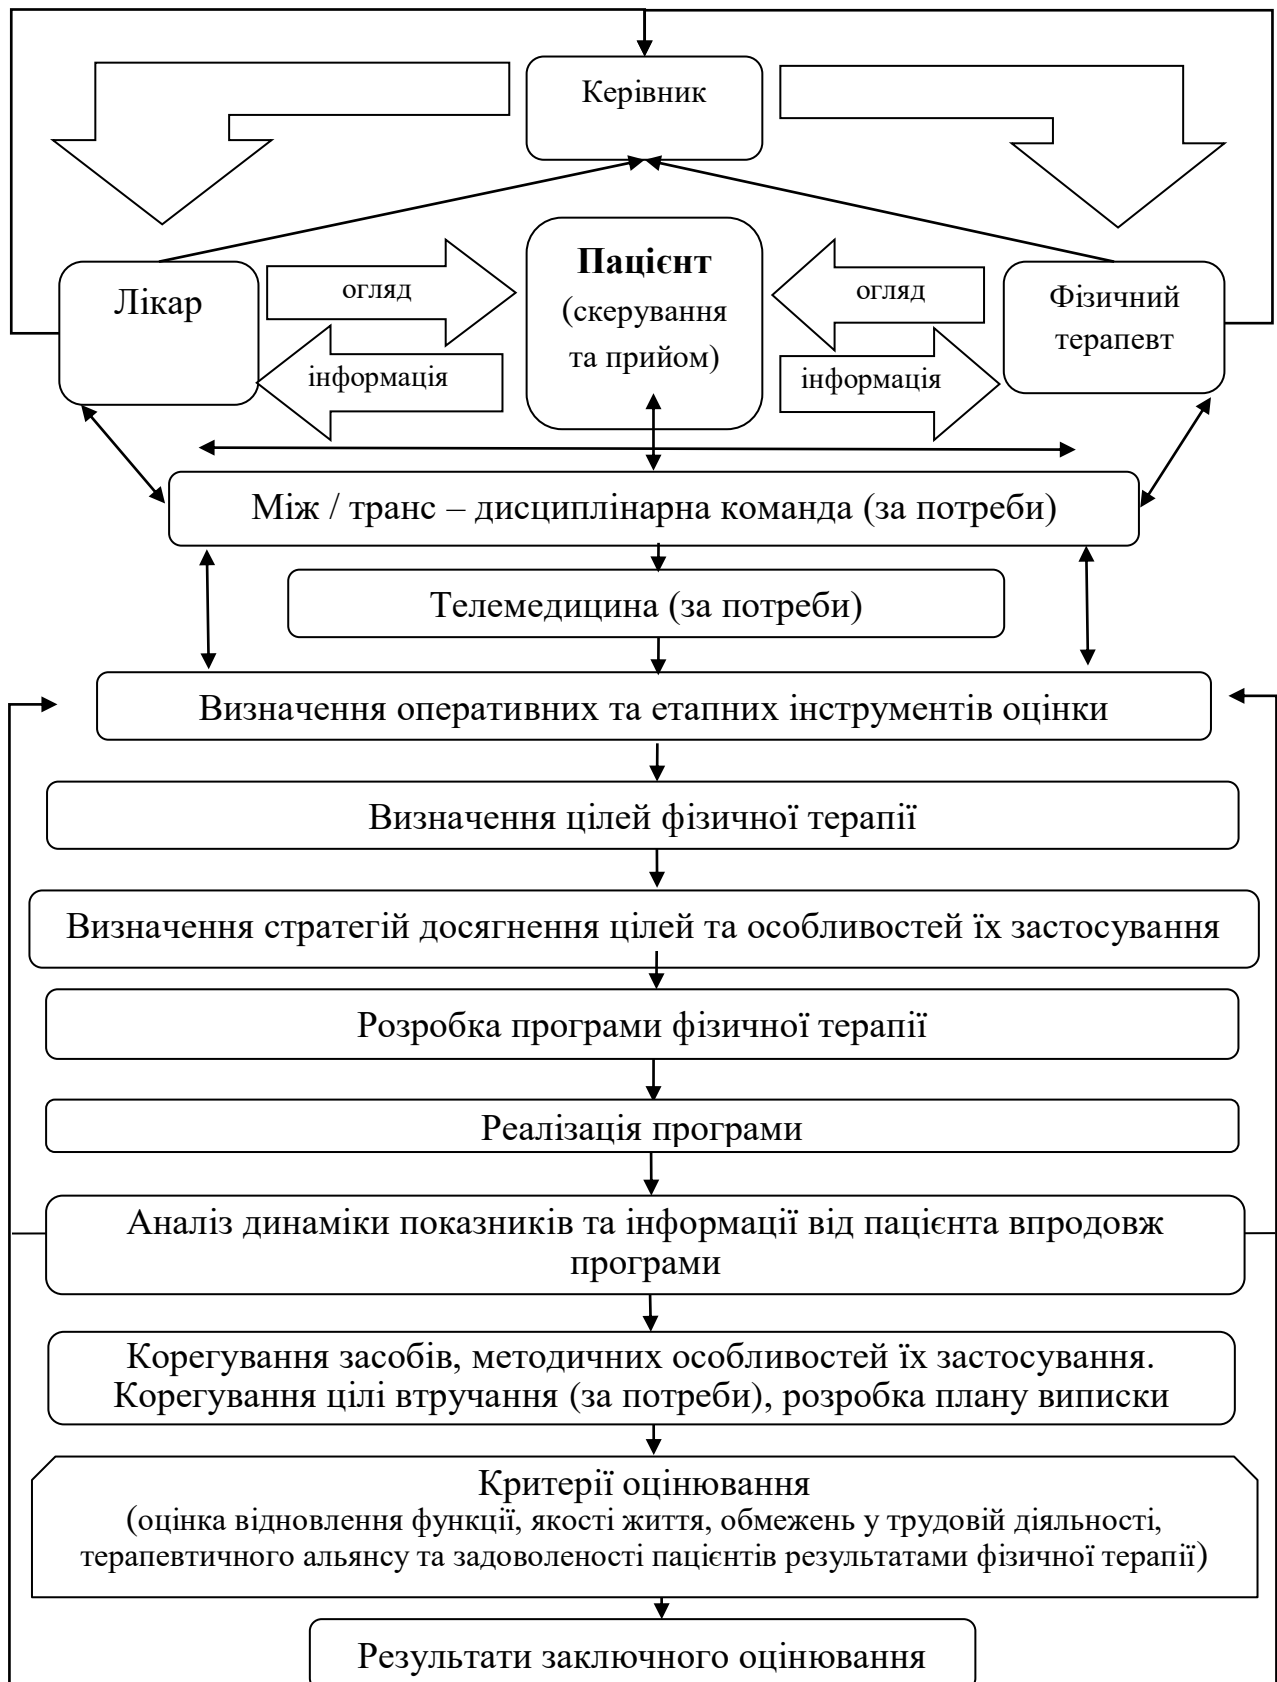 Керівник
Пацієнт
(скерування
та прийом)
Лікар
огляд
інформація
огляд
інформація
Фізичний
терапевт
Між / транс – дисциплінарна команда (за потреби)
Телемедицина (за потреби)
Визначення оперативних та етапних інструментів оцінки
Визначення цілей фізичної терапії
Визначення стратегій досягнення цілей та особливостей їх застосування
Розробка програми фізичної терапії
Реалізація програми
Аналіз динаміки показників та інформації від пацієнта впродовж
програми
Корегування засобів, методичних особливостей їх застосування.
Корегування цілі втручання (за потреби), розробка плану виписки
Критерії оцінювання
(оцінка відновлення функції, якості життя, обмежень у трудовій діяльності,
терапевтичного альянсу та задоволеності пацієнтів результатами фізичної терапії)
Результати заключного оцінювання